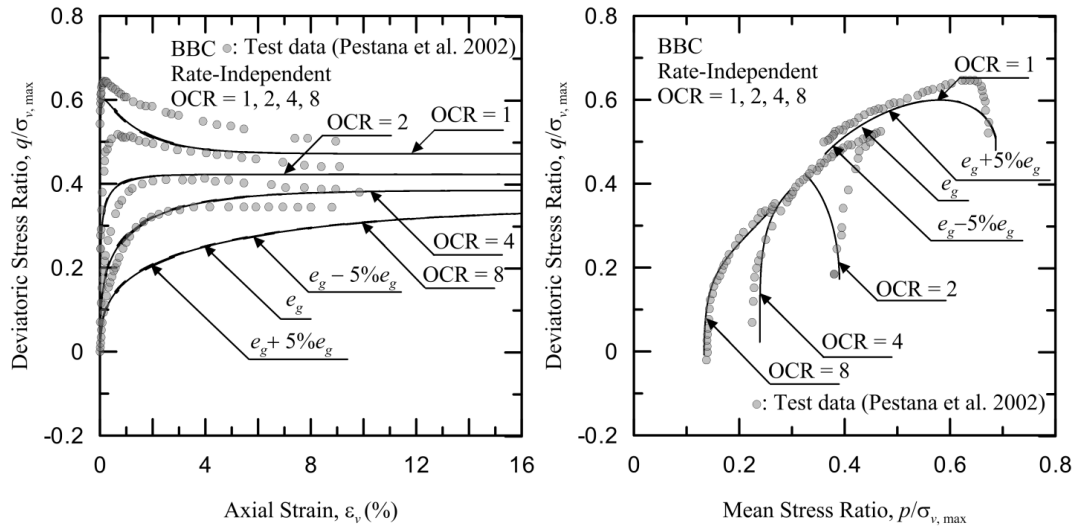 0.8
BBC : Test data (Pestana et al. 2002)
Rate-Independent
OCR = 1, 2, 4, 8
OCR = 2
OCR = 1
0.6
0.4
0.2
0
-0.2
OCR = 4
OCR = 8
e_g − 5%e_g
e_g
e_g + 5%e_g
0 4 8 12 16
Axial Strain, ε_v (%)
Deviatoric Stress Ratio, q/σ_v, max
0.8
BBC
Rate-Independent
OCR = 1, 2, 4, 8
OCR = 1
0.6
0.4
0.2
0
-0.2
e_g+5%e_g
e_g
e_g−5%e_g
OCR = 2
OCR = 4
OCR = 8
: Test data (Pestana et al. 2002)
0 0.2 0.4 0.6 0.8
Mean Stress Ratio, p/σ_v, max
Deviatoric Stress Ratio, q/σ_v, max